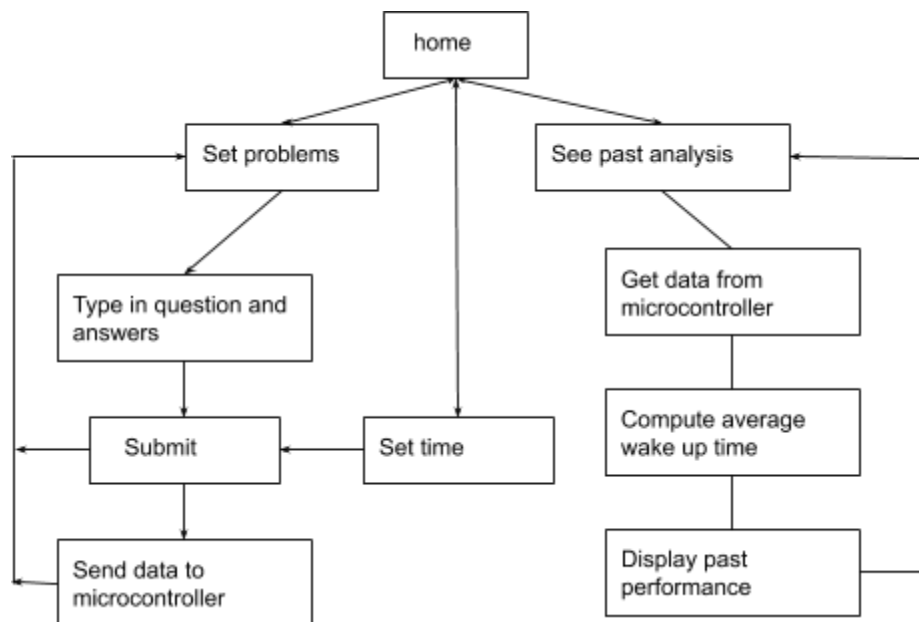 home
Set problems
See past analysis
Type in question and
answers
Get data from
microcontroller
Submit
Set time
Compute average
wake up time
Send data to
microcontroller
Display past
performance